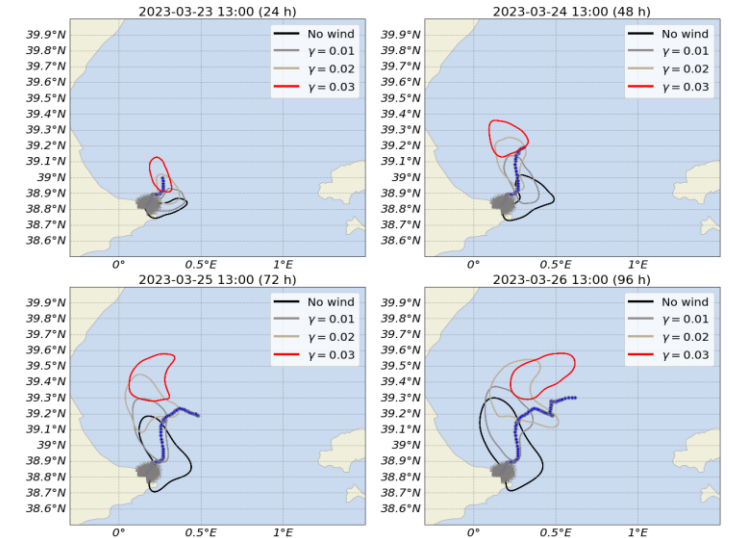 2023-03-23 13:00 (24 h)
39.9°N
39.8°N
39.7°N
39.6°N
39.5°N
39.4°N
39.3°N
39.2°N
39.1°N
39°N
38.9°N
38.8°N
38.7°N
38.6°N
No wind
γ = 0.01
γ = 0.02
γ = 0.03
0° 0.5°E 1°E
2023-03-24 13:00 (48 h)
39.9°N
39.8°N
39.7°N
39.6°N
39.5°N
39.4°N
39.3°N
39.2°N
39.1°N
39°N
38.9°N
38.8°N
38.7°N
38.6°N
No wind
γ = 0.01
γ = 0.02
γ = 0.03
0° 0.5°E 1°E
2023-03-25 13:00 (72 h)
39.9°N
39.8°N
39.7°N
39.6°N
39.5°N
39.4°N
39.3°N
39.2°N
39.1°N
39°N
38.9°N
38.8°N
38.7°N
38.6°N
No wind
γ = 0.01
γ = 0.02
γ = 0.03
0° 0.5°E 1°E
2023-03-26 13:00 (96 h)
39.9°N
39.8°N
39.7°N
39.6°N
39.5°N
39.4°N
39.3°N
39.2°N
39.1°N
39°N
38.9°N
38.8°N
38.7°N
38.6°N
No wind
γ = 0.01
γ = 0.02
γ = 0.03
0° 0.5°E 1°E